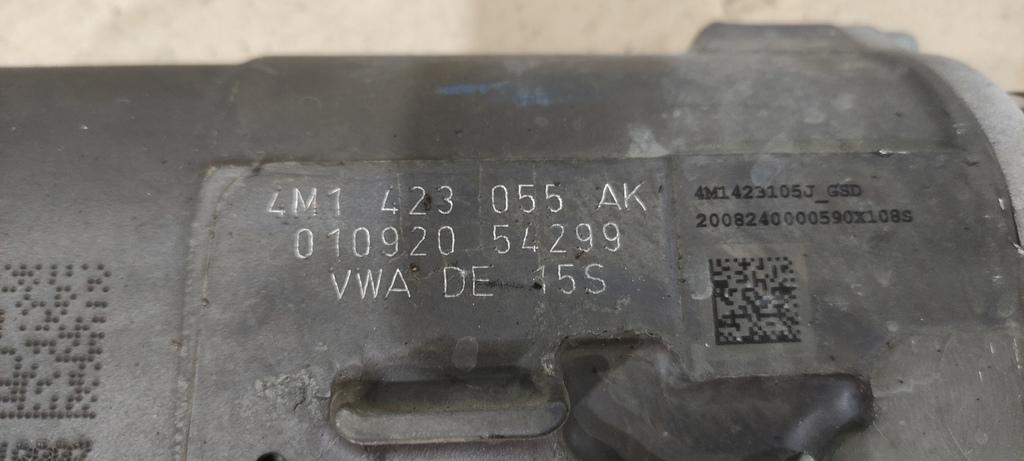 4M1 423 055 AK
010920 54299
VWA DE 15S
4M1423105J_GSD
2008240000590X108S